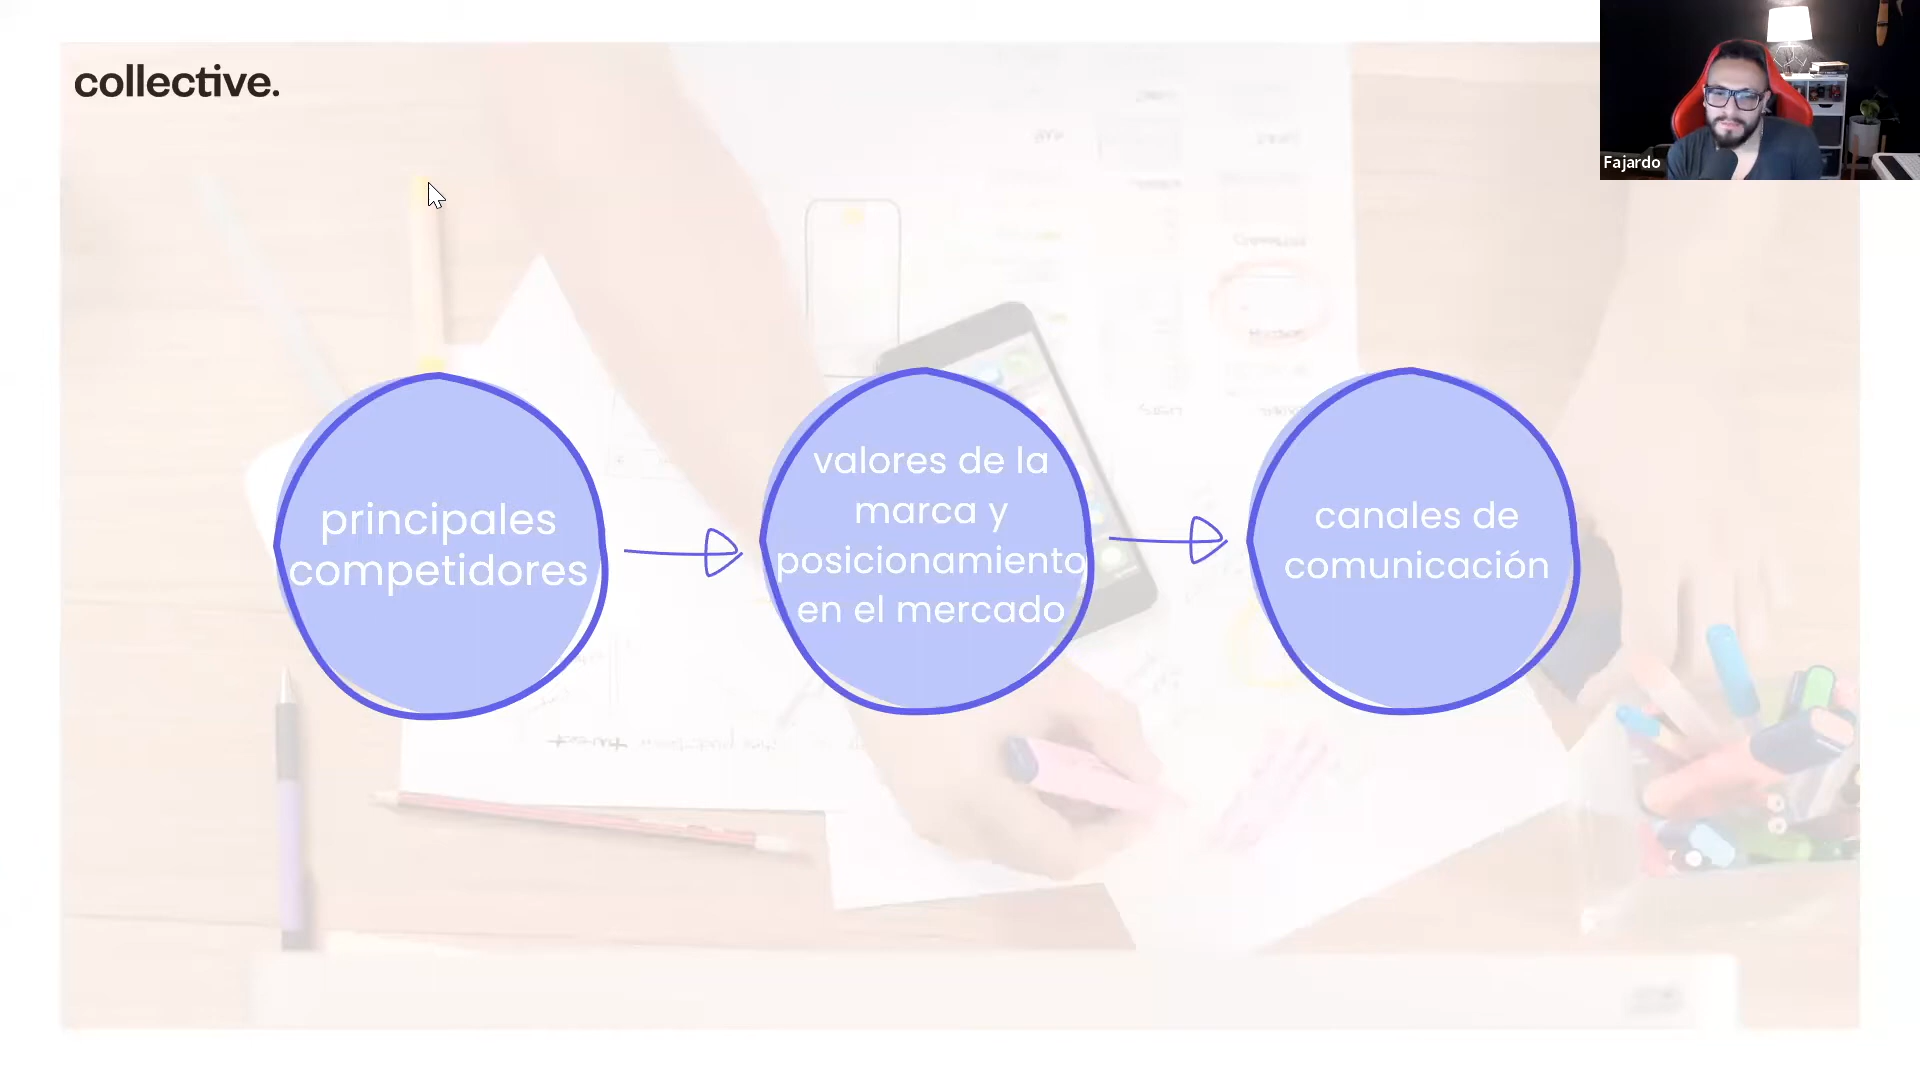 collective.
Fajardo
principales
competidores
valores de la
marca y
posicionamiento
en el mercado
canales de
comunicación